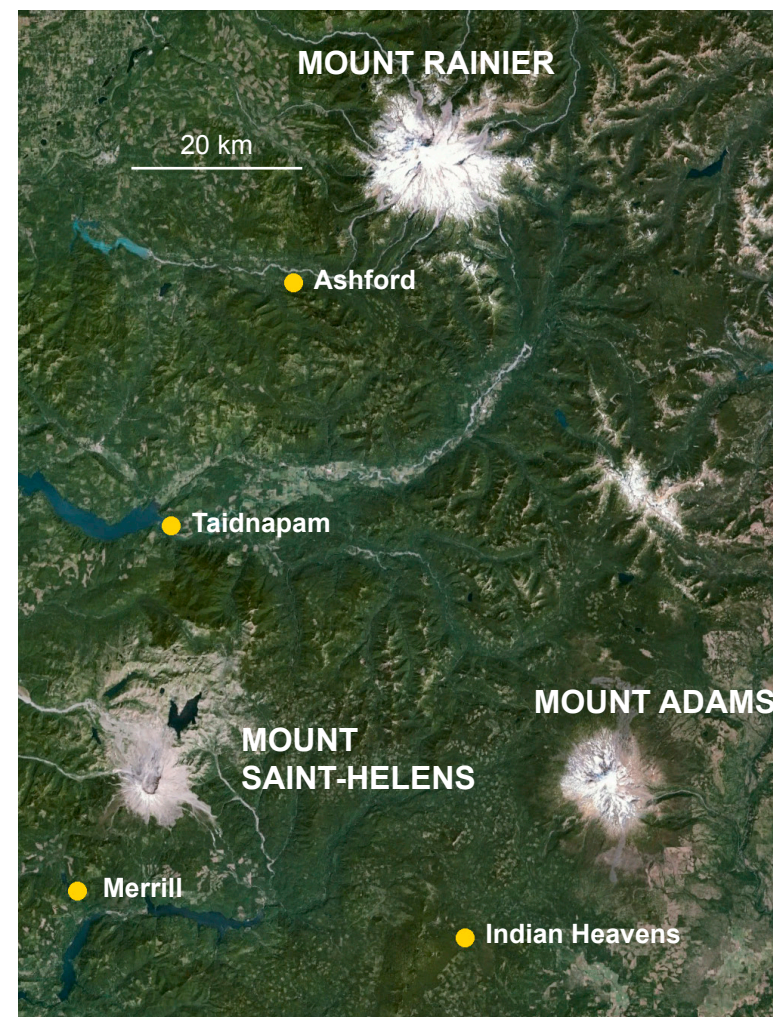 MOUNT RAINIER
20 km
Ashford
Taidnapam
MOUNT ADAMS
MOUNT
SAINT-HELENS
Merrill
Indian Heavens